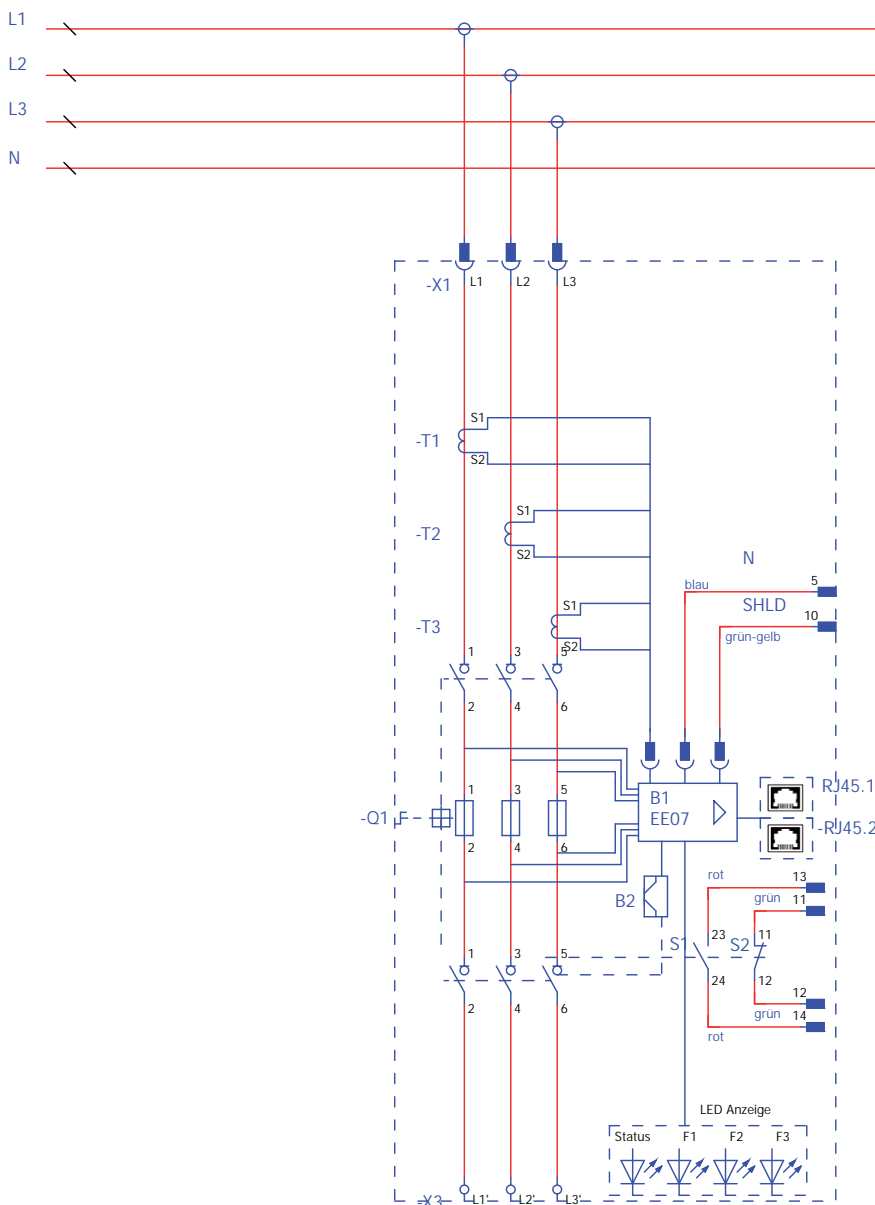 L1
L2
L3
N
-X1 L1 L2 L3
S1
-T1
S2
S1
-T2
S2
N
blau 5
S1 SHLD
-T3 10
grün-gelb
S2
1 3 5
2 4 6
1 3 5
B1 RJ45.1
-Q1 EE07 -RJ45.2
2 4 6
rot 13
B2 grün 11
23 11
S1 S2
1 3 5
24 12
12
2 4 6 grün 14
rot
LED Anzeige
Status F1 F2 F3
-X3 L1' L2' L3'